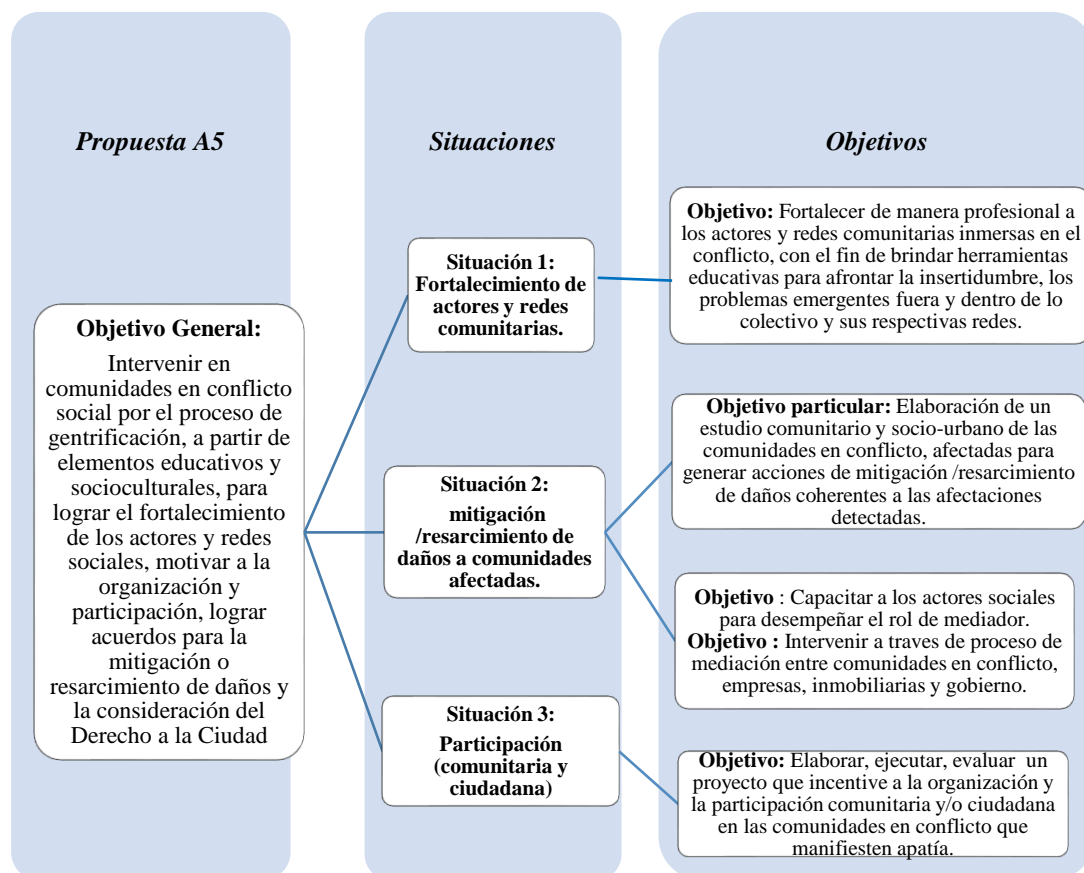 Propuesta A5
Objetivo General:
Intervenir en
comunidades en conflicto
social por el proceso de
gentrificación, a partir de
elementos educativos y
socioculturales, para
lograr el fortalecimiento
de los actores y redes
sociales, motivar a la
organización y
participación, lograr
acuerdos para la
mitigación o
resarcimiento de daños y
la consideración del
Derecho a la Ciudad
Situaciones
Situación 1:
Fortalecimiento de
actores y redes
comunitarias.
Situación 2:
mitigación
/resarcimiento de
daños a comunidades
afectadas.
Situación 3:
Participación
(comunitaria y
ciudadana)
Objetivos
Objetivo: Fortalecer de manera profesional a
los actores y redes comunitarias inmersas en el
conflicto, con el fin de brindar herramientas
educativas para afrontar la insertidumbre, los
problemas emergentes fuera y dentro de lo
colectivo y sus respectivas redes.
Objetivo particular: Elaboración de un
estudio comunitario y socio-urbano de las
comunidades en conflicto, afectadas para
generar acciones de mitigación /resarcimiento
de daños coherentes a las afectaciones
detectadas.
Objetivo : Capacitar a los actores sociales
para desempeñar el rol de mediador.
Objetivo : Intervenir a traves de proceso de
mediación entre comunidades en conflicto,
empresas, inmobiliarias y gobierno.
Objetivo: Elaborar, ejecutar, evaluar un
proyecto que incentive a la organización y
la participación comunitaria y/o ciudadana
en las comunidades en conflicto que
manifiesten apatía.